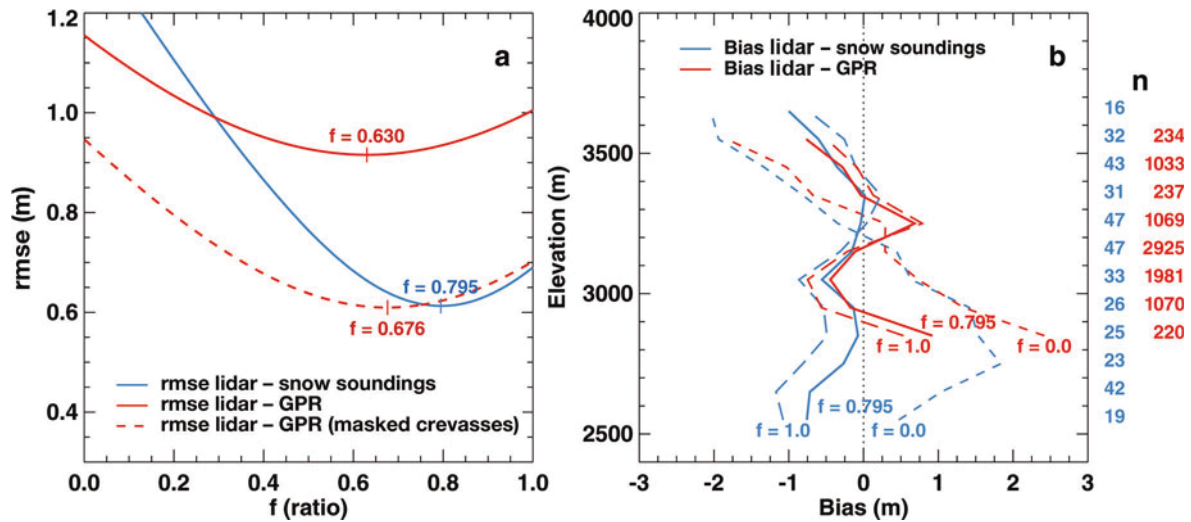 1.2
1.0
0.8
0.6
0.4
rmse (m)
a
f = 0.630
f = 0.795
f = 0.676
rmse lidar – snow soundings
rmse lidar – GPR
rmse lidar – GPR (masked crevasses)
0.0 0.2 0.4 0.6 0.8 1.0
f (ratio)
4000
3500
3000
2500
Elevation (m)
Bias lidar – snow soundings
Bias lidar – GPR
b
f = 0.795
f = 1.0
f = 0.0
f = 0.795
f = 1.0
f = 0.0
-3 -2 -1 0 1 2 3
Bias (m)
n
16
32 234
43 1033
31 237
47 1069
47 2925
33 1981
26 1070
25 220
23
42
19